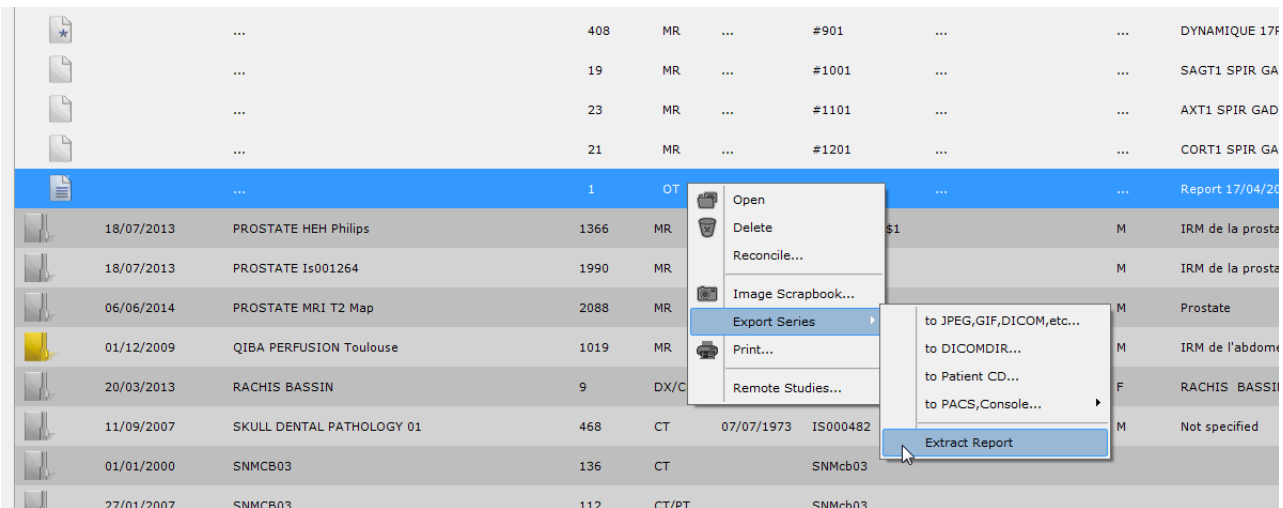 ... 408 MR ... #901 ... ... DYNAMIQUE 17P
... 19 MR ... #1001 ... ... SAGT1 SPIR GA
... 23 MR ... #1101 ... ... AXT1 SPIR GAD
... 21 MR ... #1201 ... ... CORT1 SPIR GA
... 1 OT ... ... Report 17/04/20
18/07/2013 PROSTATE HEH Philips 1366 MR $1 M IRM de la prosta
18/07/2013 PROSTATE Is001264 1990 MR M IRM de la prosta
06/06/2014 PROSTATE MRI T2 Map 2088 MR M Prostate
01/12/2009 QIBA PERFUSION Toulouse 1019 MR M IRM de l'abdome
20/03/2013 RACHIS BASSIN 9 DX/C F RACHIS BASSI
11/09/2007 SKULL DENTAL PATHOLOGY 01 468 CT 07/07/1973 IS000482 M Not specified
01/01/2000 SNMCB03 136 CT SNMcb03
27/01/2007 SNMCB03 112 CT/PT SNMcb03
Open
Delete
Reconcile...
Image Scrapbook...
Export Series
Print...
Remote Studies...
to JPEG,GIF,DICOM,etc...
to DICOMDIR...
to Patient CD...
to PACS,Console...
Extract Report